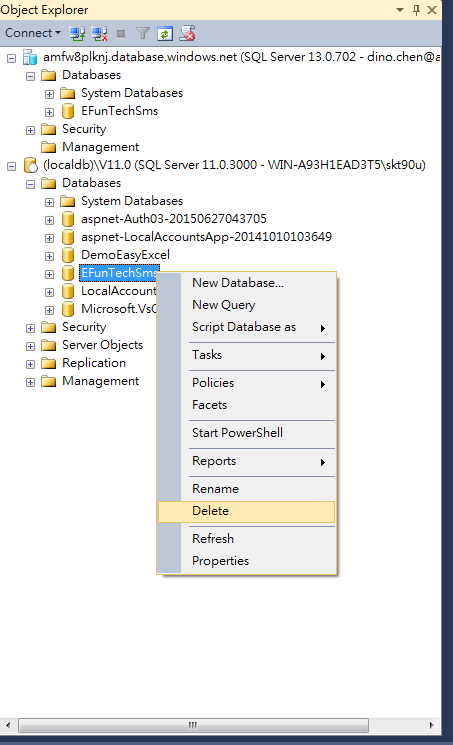 Object Explorer
Connect
amfw8plknj.database.windows.net (SQL Server 13.0.702 - dino.chen@a
Databases
System Databases
EFunTechSms
Security
Management
(localdb)\V11.0 (SQL Server 11.0.3000 - WIN-A93H1EAD3T5\skt90u)
Databases
System Databases
aspnet-Auth03-20150627043705
aspnet-LocalAccountsApp-20141010103649
DemoEasyExcel
EFunTechSms
LocalAccount
Microsoft.VsC
Security
Server Objects
Replication
Management
New Database...
New Query
Script Database as
Tasks
Policies
Facets
Start PowerShell
Reports
Rename
Delete
Refresh
Properties